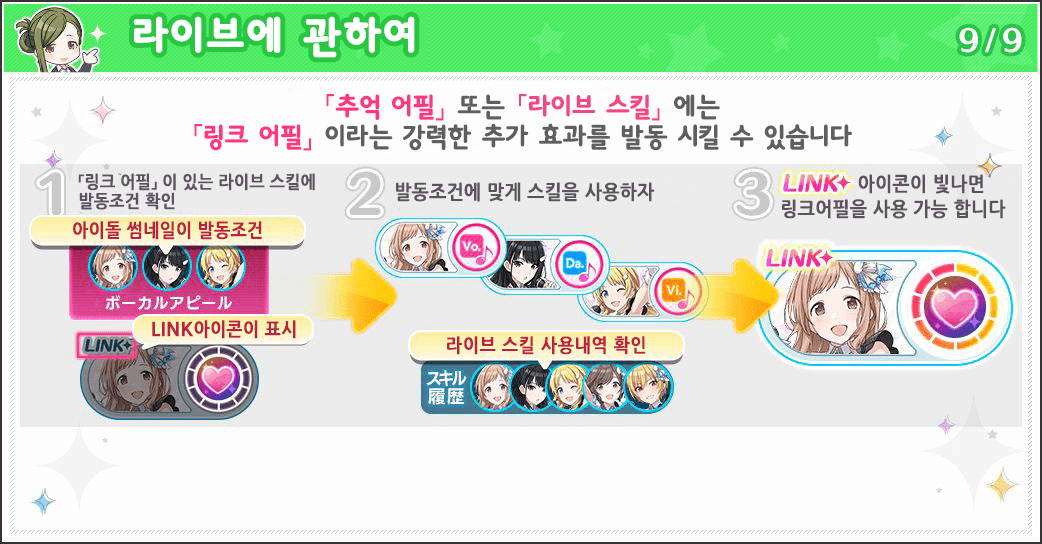 라이브에 관하여
9/9
「추억 어필」 또는 「라이브 스킬」 에는
「링크 어필」 이라는 강력한 추가 효과를 발동 시킬 수 있습니다
1 「링크 어필」 이 있는 라이브 스킬에
발동조건 확인
아이돌 썸네일이 발동조건
ボーカルアピール
LINK아이콘이 표시
LINK
2 발동조건에 맞게 스킬을 사용하자
Vo.
Da.
Vi.
라이브 스킬 사용내역 확인
スキル
履歴
3 LINK 아이콘이 빛나면
링크어필을 사용 가능 합니다
LINK